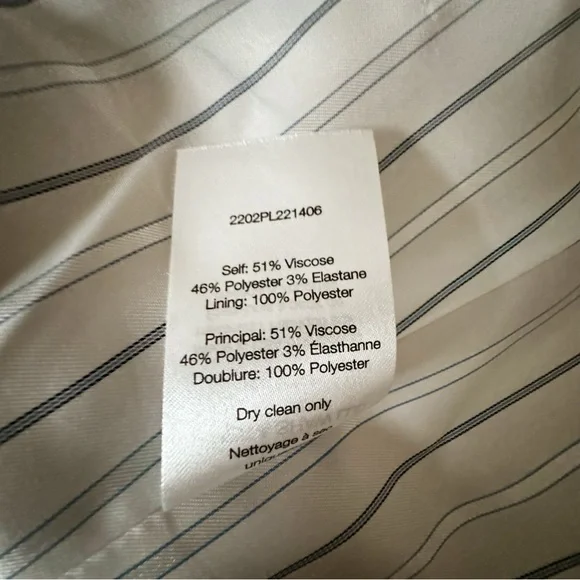 2202PL221406
Self: 51% Viscose
46% Polyester 3% Elastane
Lining: 100% Polyester
Principal: 51% Viscose
46% Polyester 3% Élasthanne
Doublure: 100% Polyester
Dry clean only
Nettoyage à sec